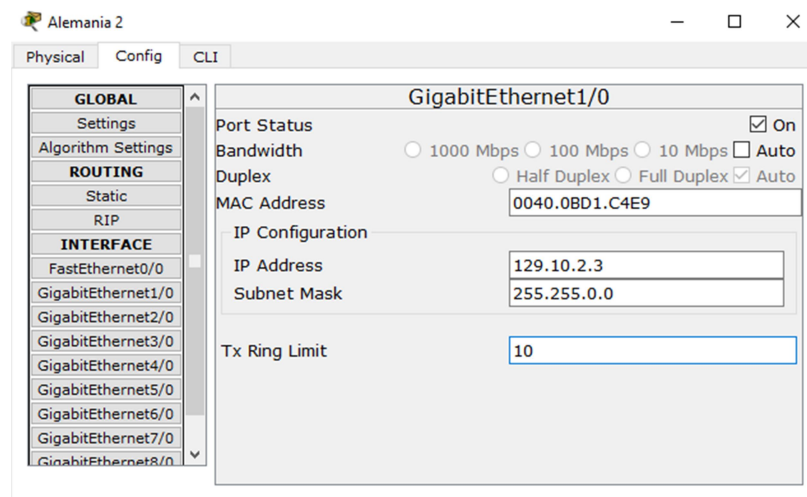 Alemania 2
Physical Config CLI
GLOBAL
Settings
Algorithm Settings
ROUTING
Static
RIP
INTERFACE
FastEthernet0/0
GigabitEthernet1/0
GigabitEthernet2/0
GigabitEthernet3/0
GigabitEthernet4/0
GigabitEthernet5/0
GigabitEthernet6/0
GigabitEthernet7/0
GigabitEthernet8/0
GigabitEthernet1/0
Port Status On
Bandwidth 1000 Mbps 100 Mbps 10 Mbps Auto
Duplex Half Duplex Full Duplex Auto
MAC Address 0040.0BD1.C4E9
IP Configuration
IP Address 129.10.2.3
Subnet Mask 255.255.0.0
Tx Ring Limit 10